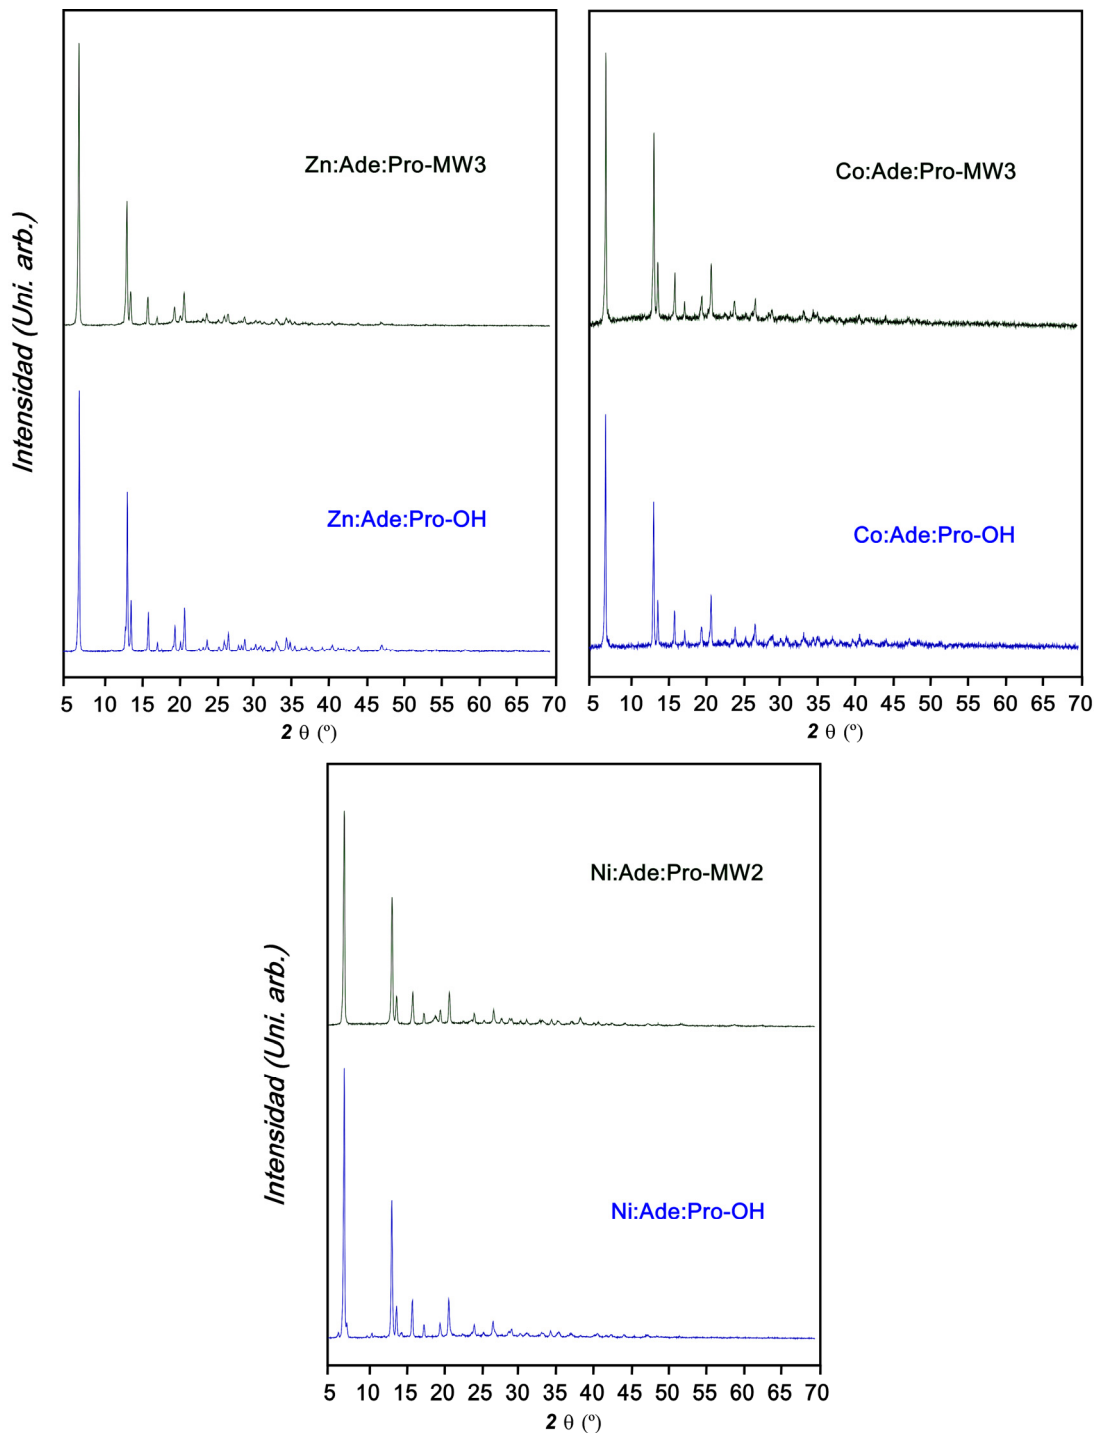 Intensidad (Uni. arb.)
Zn:Ade:Pro-MW3
Zn:Ade:Pro-OH
5 10 15 20 25 30 35 40 45 50 55 60 65 70
2 θ (º)
Co:Ade:Pro-MW3
Co:Ade:Pro-OH
5 10 15 20 25 30 35 40 45 50 55 60 65 70
2 θ (º)
Intensidad (Uni. arb.)
Ni:Ade:Pro-MW2
Ni:Ade:Pro-OH
5 10 15 20 25 30 35 40 45 50 55 60 65 70
2 θ (º)